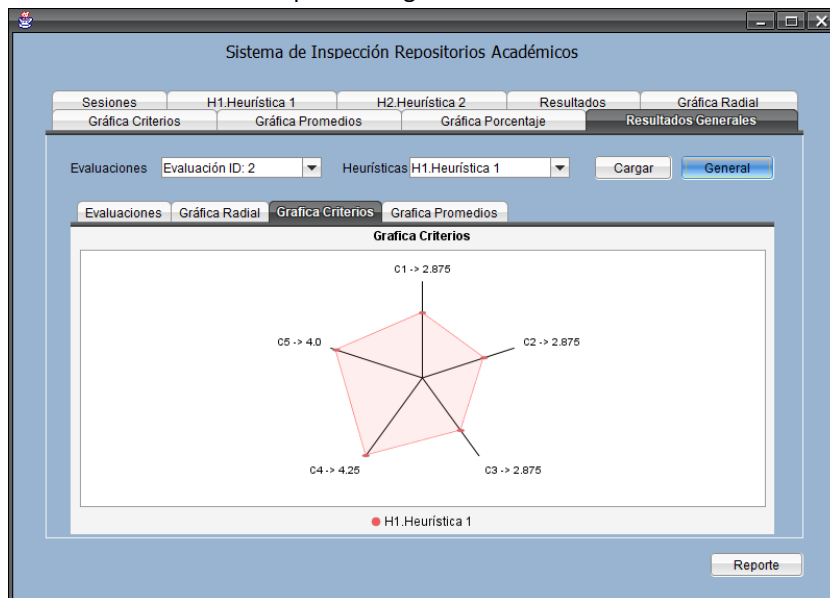 Sistema de Inspección Repositorios Académicos
Sesiones H1.Heurística 1 H2.Heurística 2 Resultados Gráfica Radial
Gráfica Criterios Gráfica Promedios Gráfica Porcentaje Resultados Generales
Evaluaciones Evaluación ID: 2 Heurísticas H1.Heurística 1 Cargar General
Evaluaciones Gráfica Radial Grafica Criterios Grafica Promedios
Grafica Criterios
C1 -> 2.875
C5 -> 4.0 C2 -> 2.875
C4 -> 4.25 C3 -> 2.875
H1.Heurística 1
Reporte